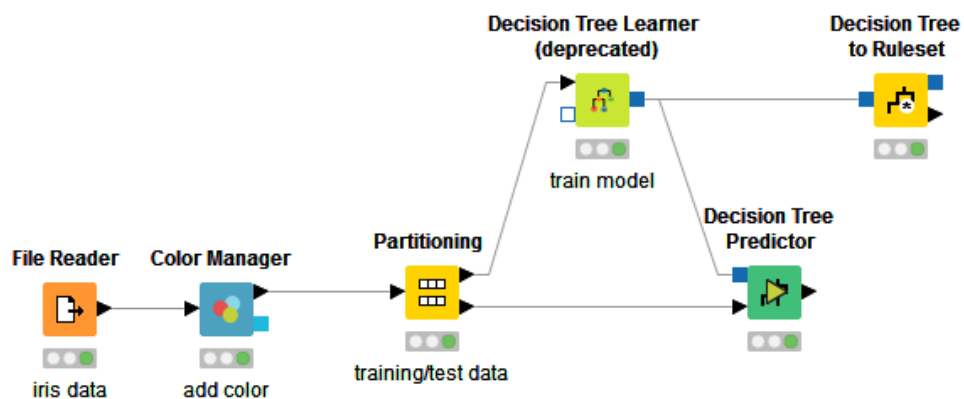 Decision Tree Learner
(deprecated)
train model
Decision Tree
to Ruleset
Decision Tree
Predictor
Partitioning
training/test data
File Reader
iris data
Color Manager
add color